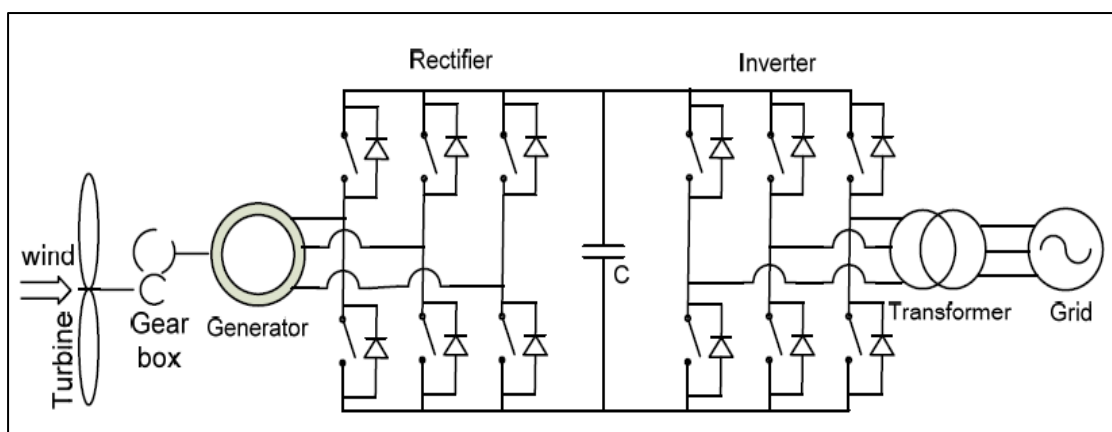 Rectifier
Inverter
wind
Turbine
Gear
box
Generator
C
Transformer
Grid